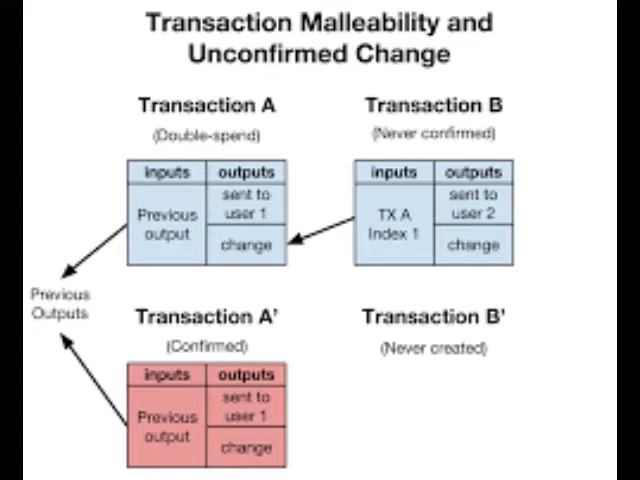 Transaction Malleability and
Unconfirmed Change
Transaction A
(Double-spend)
inputs outputs
Previous
output
sent to
user 1
change
Transaction B
(Never confirmed)
inputs outputs
TX A
Index 1
sent to
user 2
change
Previous
Outputs
Transaction A'
(Confirmed)
inputs outputs
Previous
output
sent to
user 1
change
Transaction B'
(Never created)